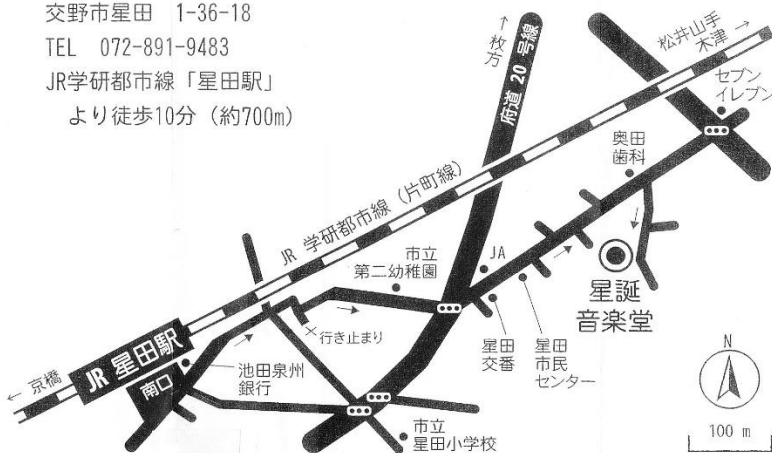 交野市星田 1-36-18
TEL 072-891-9483
JR学研都市線「星田駅」
より徒歩10分（約700m）
↑枚方
府道 20 号線
松井山手
木津 →
セブン
イレブン
奥田
歯科
JR 学研都市線（片町線）
市立
第二幼稚園
JA
星誕
音楽堂
×行き止まり
星田
交番
星田
市民
センター
JR 星田駅
南口
← 京橋
池田泉州
銀行
市立
星田小学校
N
100 m